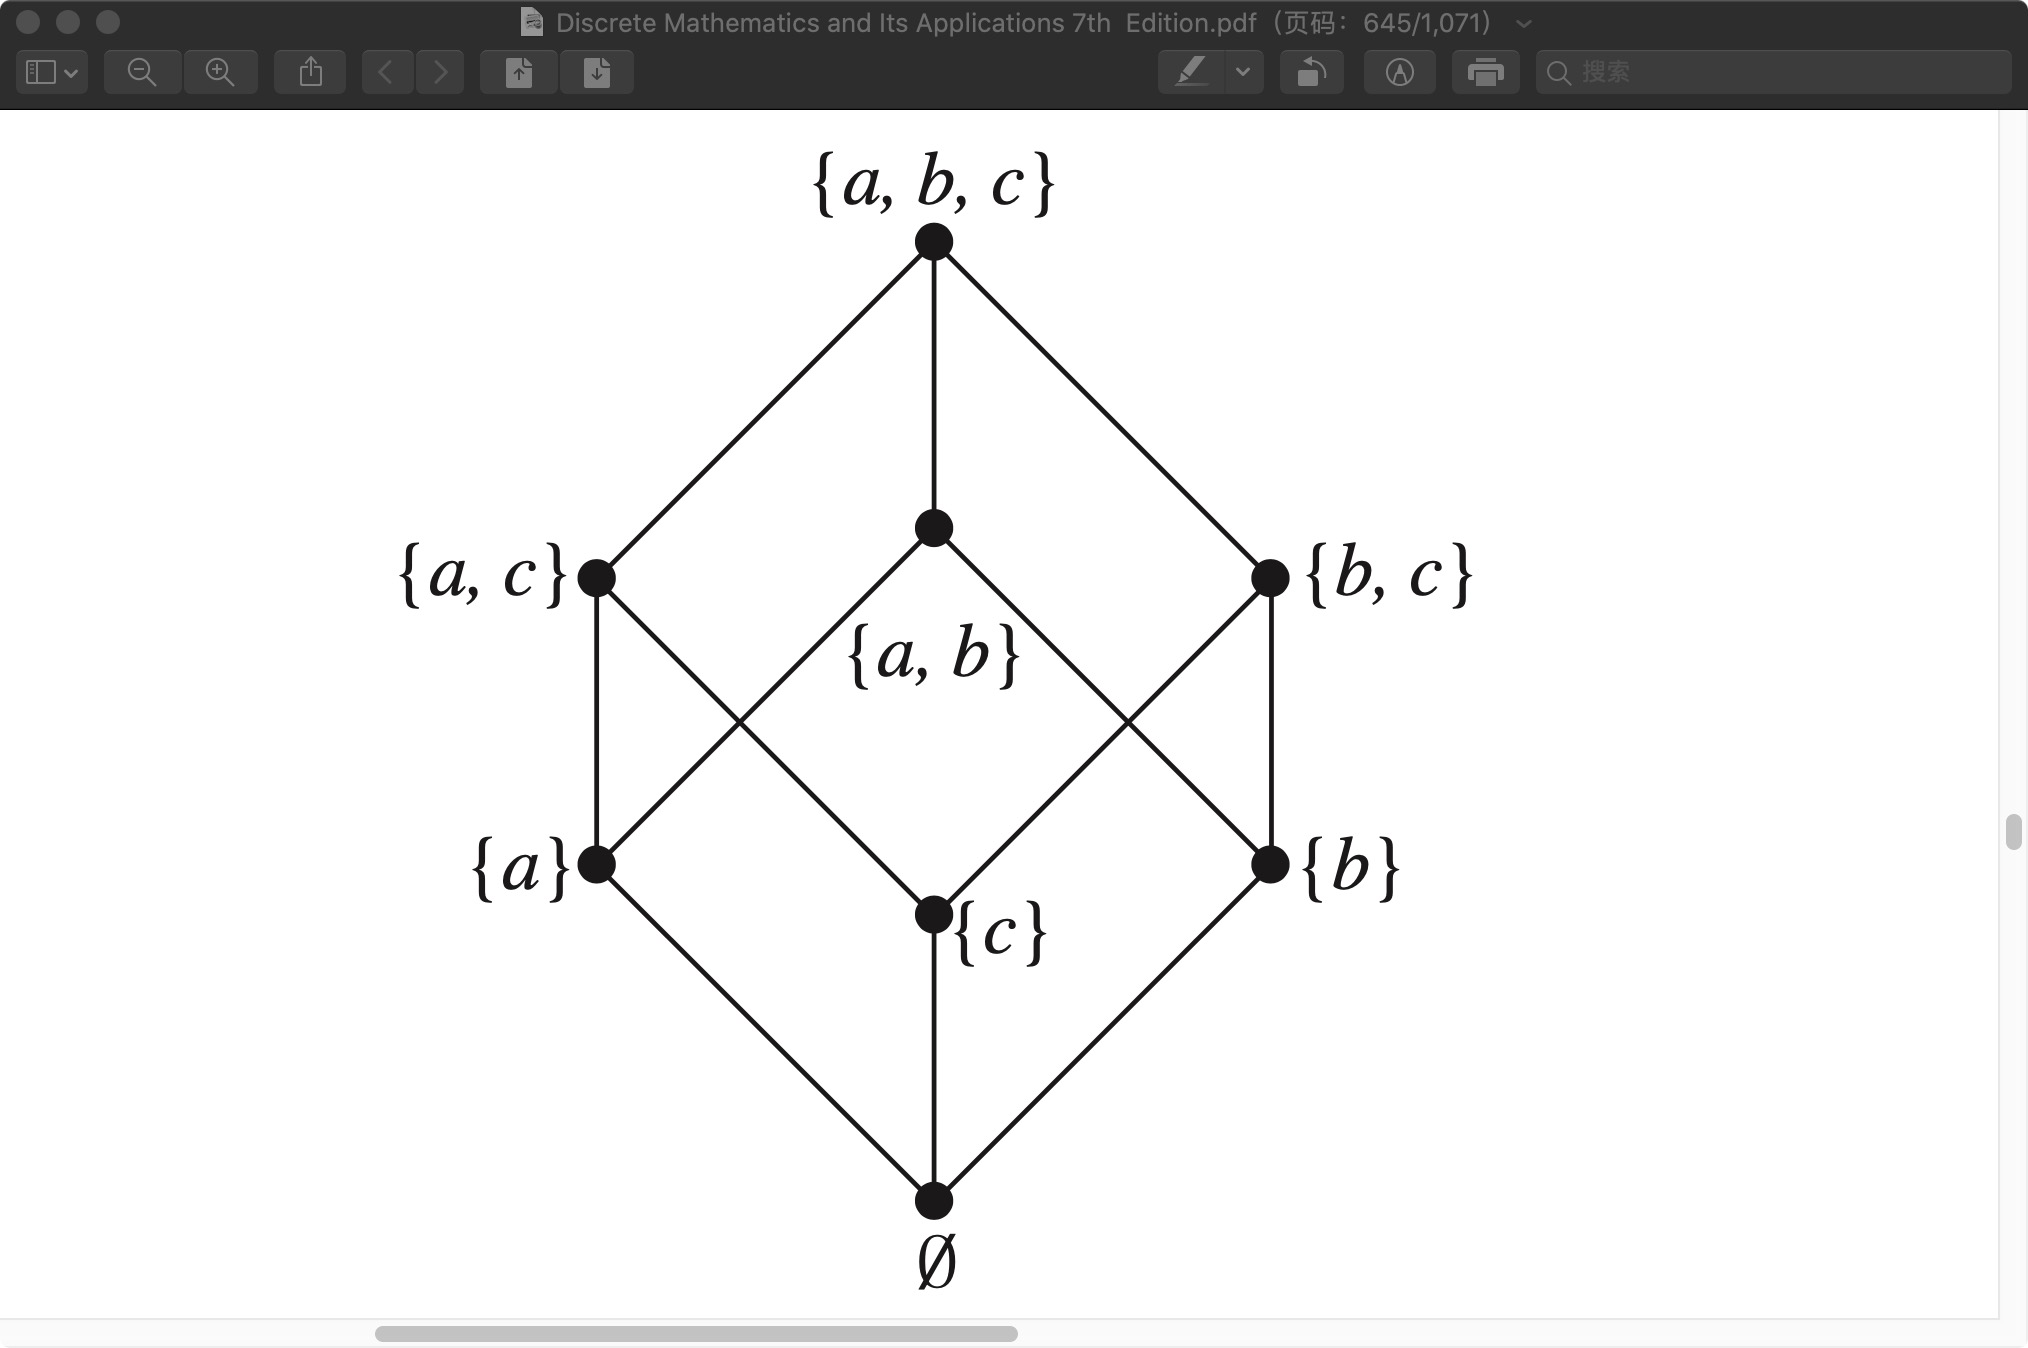 Discrete Mathematics and Its Applications 7th  Edition.pdf（页码：645/1,071）
搜索
{a, b, c}
{a, c}
{b, c}
{a, b}
{a}
{b}
{c}
∅